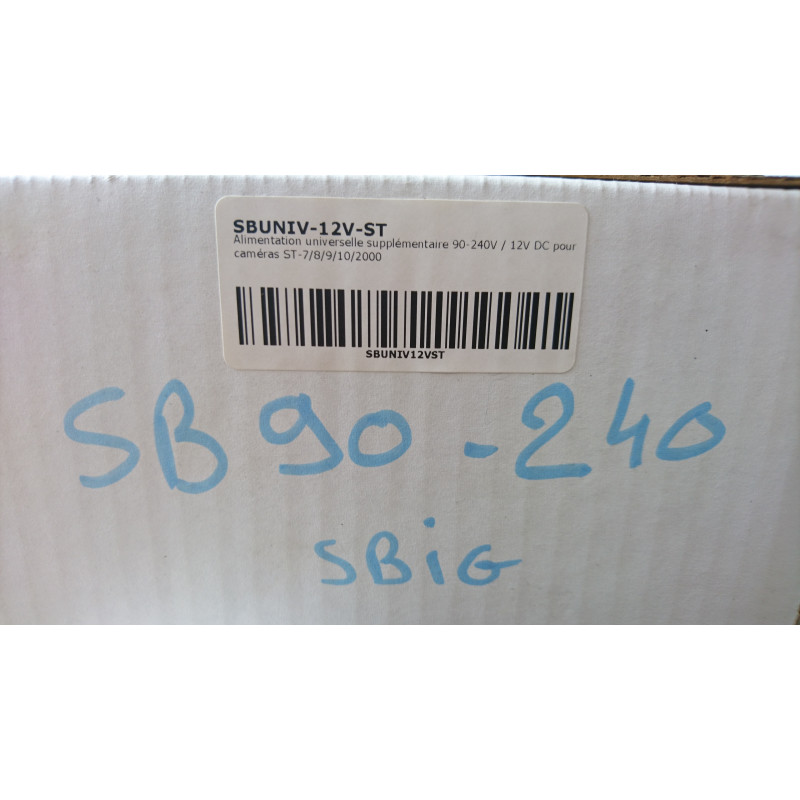 SBUNIV-12V-ST
Alimentation universelle supplémentaire 90-240V / 12V DC pour
caméras ST-7/8/9/10/2000
SBUNIV12VST
SB 90-240
SBiG